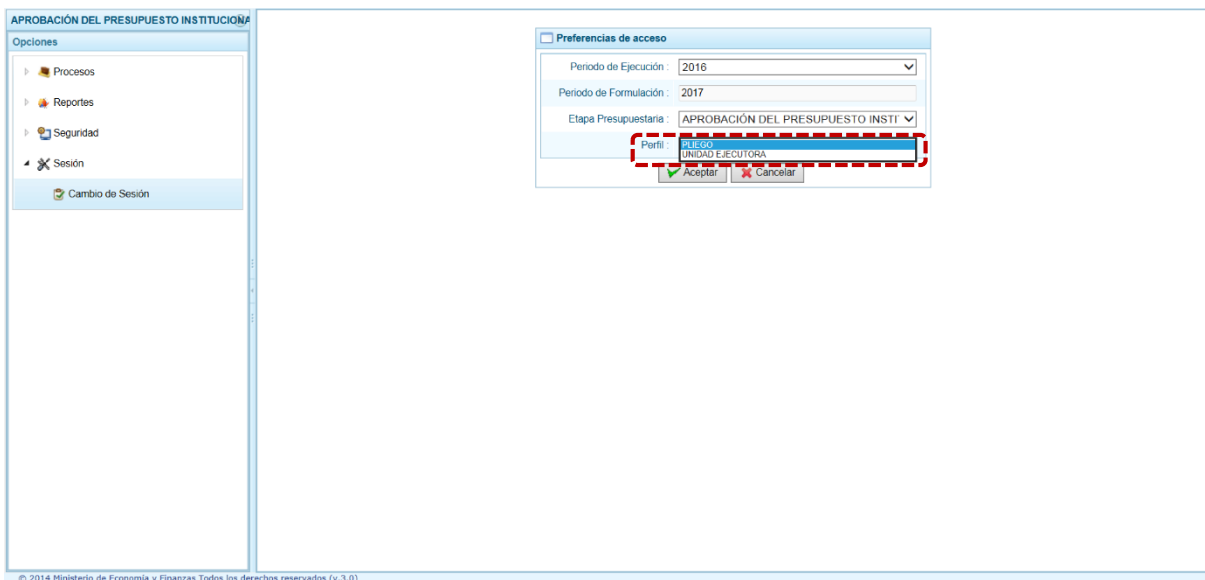 APROBACIÓN DEL PRESUPUESTO INSTITUCIONA
Opciones
Procesos
Reportes
Seguridad
Sesión
Cambio de Sesión
Preferencias de acceso
Periodo de Ejecución : 2016
Periodo de Formulación : 2017
Etapa Presupuestaria : APROBACIÓN DEL PRESUPUESTO INSTI
Perfil : PLIEGO
UNIDAD EJECUTORA
Aceptar Cancelar
© 2014 Ministerio de Economía y Finanzas Todos los derechos reservados (v 3.0)